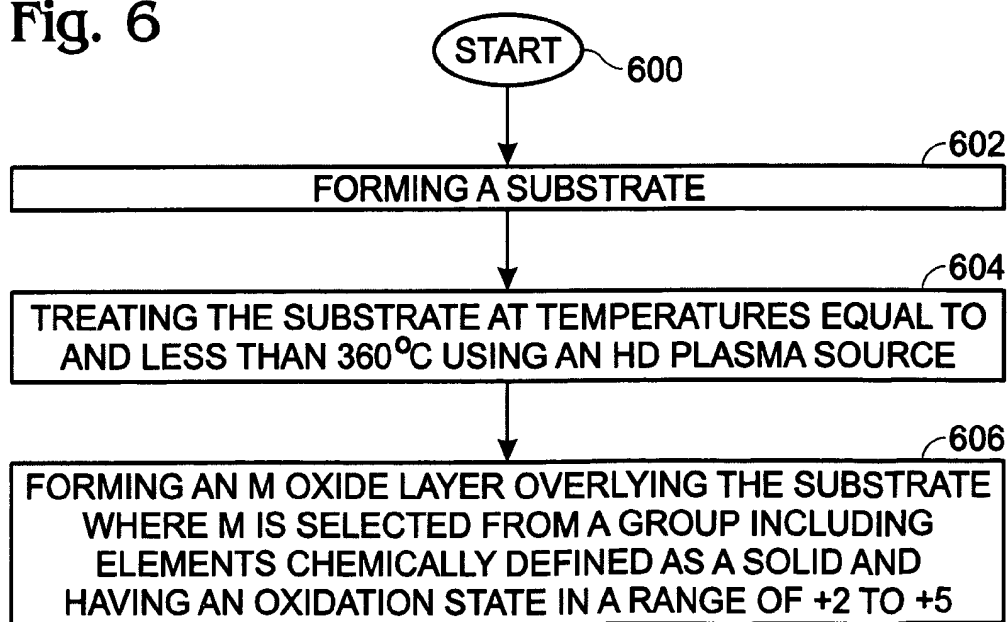 Fig. 6
START
600
602
FORMING A SUBSTRATE
604
TREATING THE SUBSTRATE AT TEMPERATURES EQUAL TO
AND LESS THAN 360°C USING AN HD PLASMA SOURCE
606
FORMING AN M OXIDE LAYER OVERLYING THE SUBSTRATE
WHERE M IS SELECTED FROM A GROUP INCLUDING
ELEMENTS CHEMICALLY DEFINED AS A SOLID AND
HAVING AN OXIDATION STATE IN A RANGE OF +2 TO +5